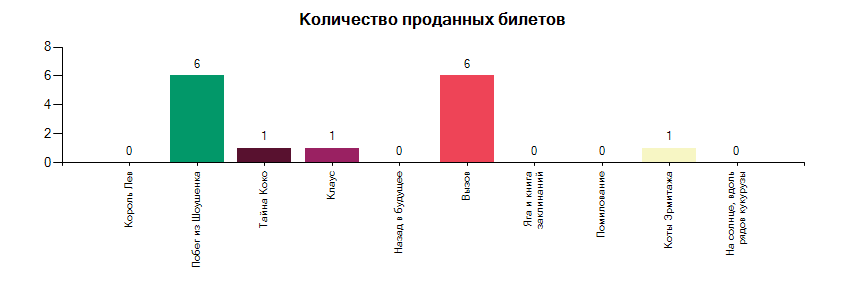 Количество проданных билетов
8
6
4
2
0
0
6
1
1
0
6
0
0
1
0
Король Лев
Побег из Шоушенка
Тайна Коко
Клаус
Назад в будущее
Вызов
Яга и книга
заклинаний
Помилование
Коты Эрмитажа
На солнце, вдоль
рядов кукурузы